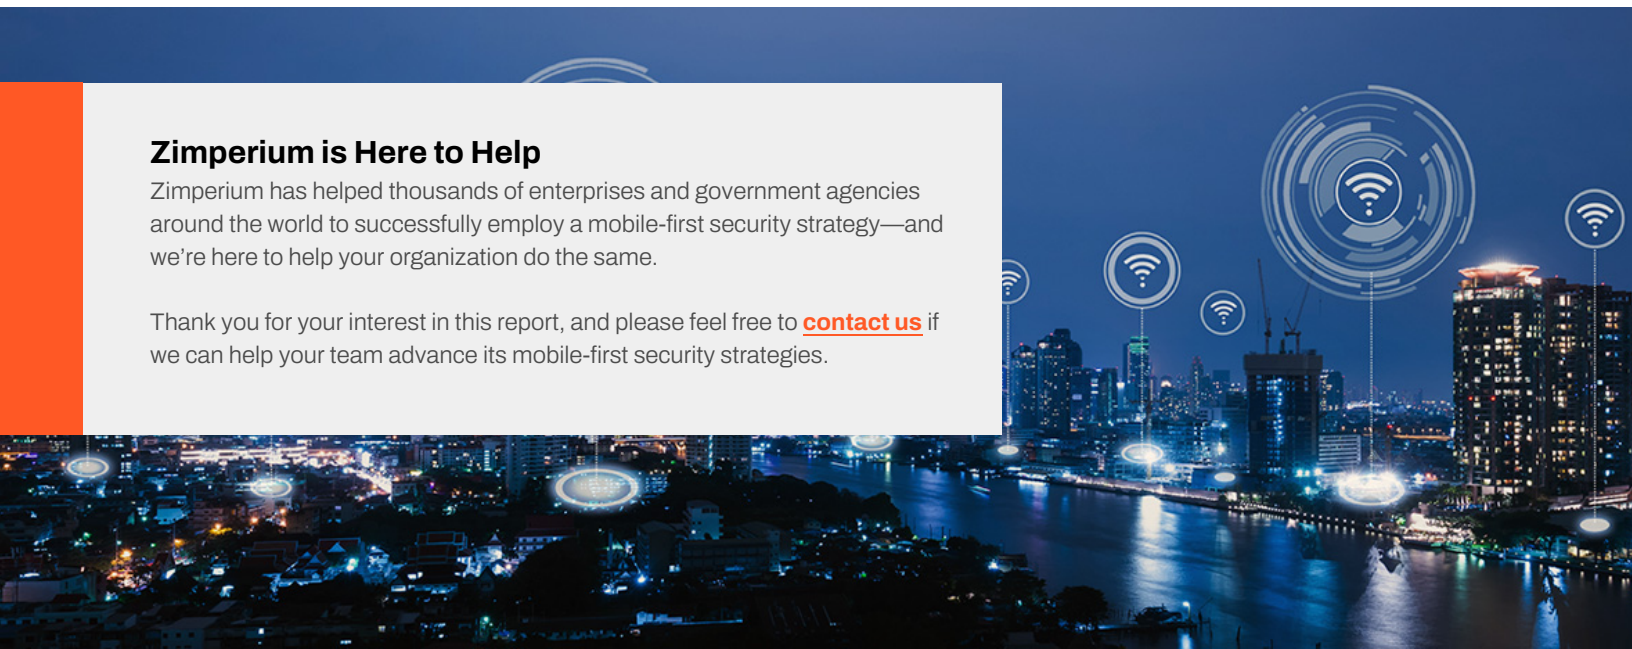 Zimperium is Here to Help
Zimperium has helped thousands of enterprises and government agencies
around the world to successfully employ a mobile-first security strategy—and
we’re here to help your organization do the same.
Thank you for your interest in this report, and please feel free to contact us if
we can help your team advance its mobile-first security strategies.